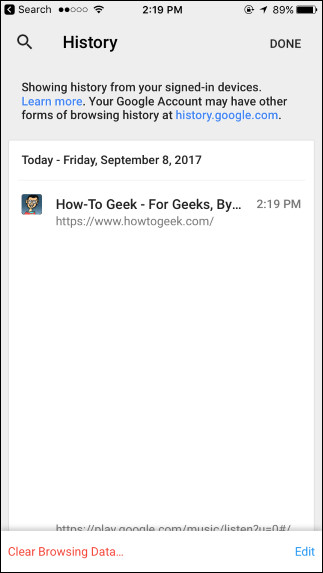 Search 2:19 PM 89%
History DONE
Showing history from your signed-in devices.
Learn more. Your Google Account may have other
forms of browsing history at history.google.com.
Today - Friday, September 8, 2017
How-To Geek - For Geeks, By... 2:19 PM
https://www.howtogeek.com/
https://play.google.com/music/listen?u=0#/
Clear Browsing Data... Edit